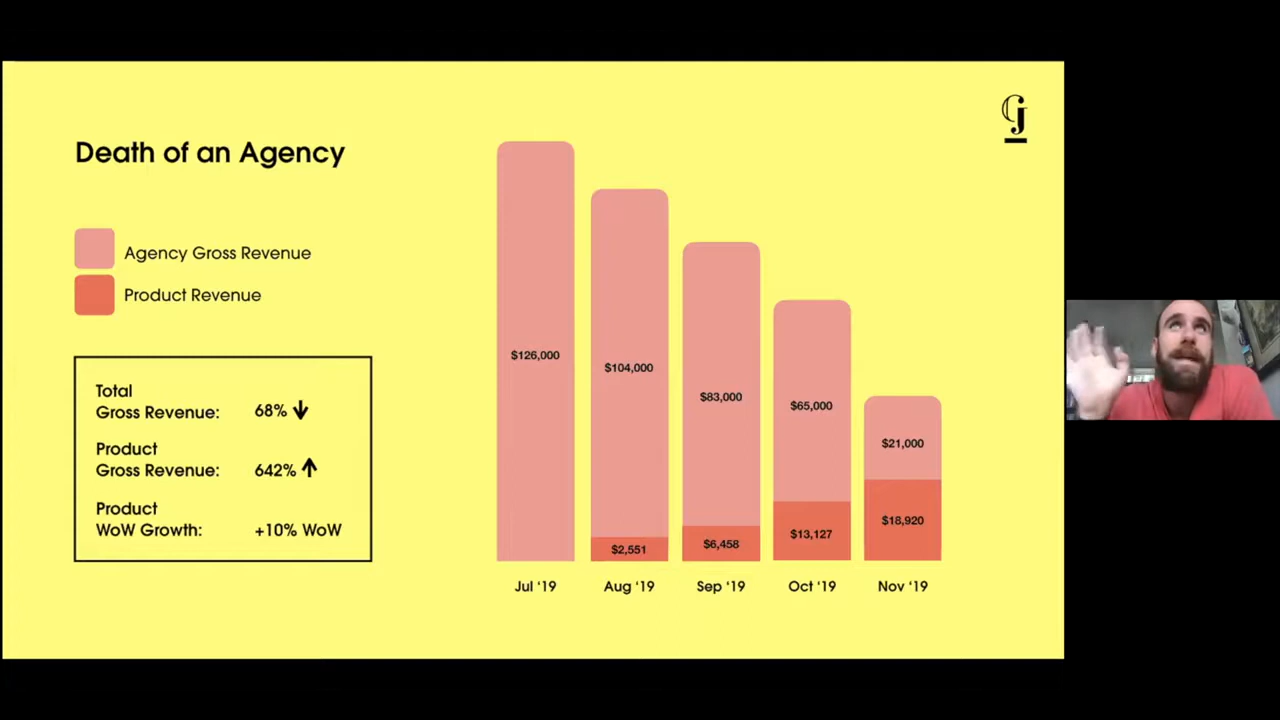 Death of an Agency
Agency Gross Revenue
Product Revenue
Total
Gross Revenue: 68%
Product
Gross Revenue: 642%
Product
WoW Growth: +10% WoW
$126,000
$104,000
$2,551
$83,000
$6,458
$65,000
$13,127
$21,000
$18,920
Jul ‘19 Aug ‘19 Sep ‘19 Oct ‘19 Nov ‘19